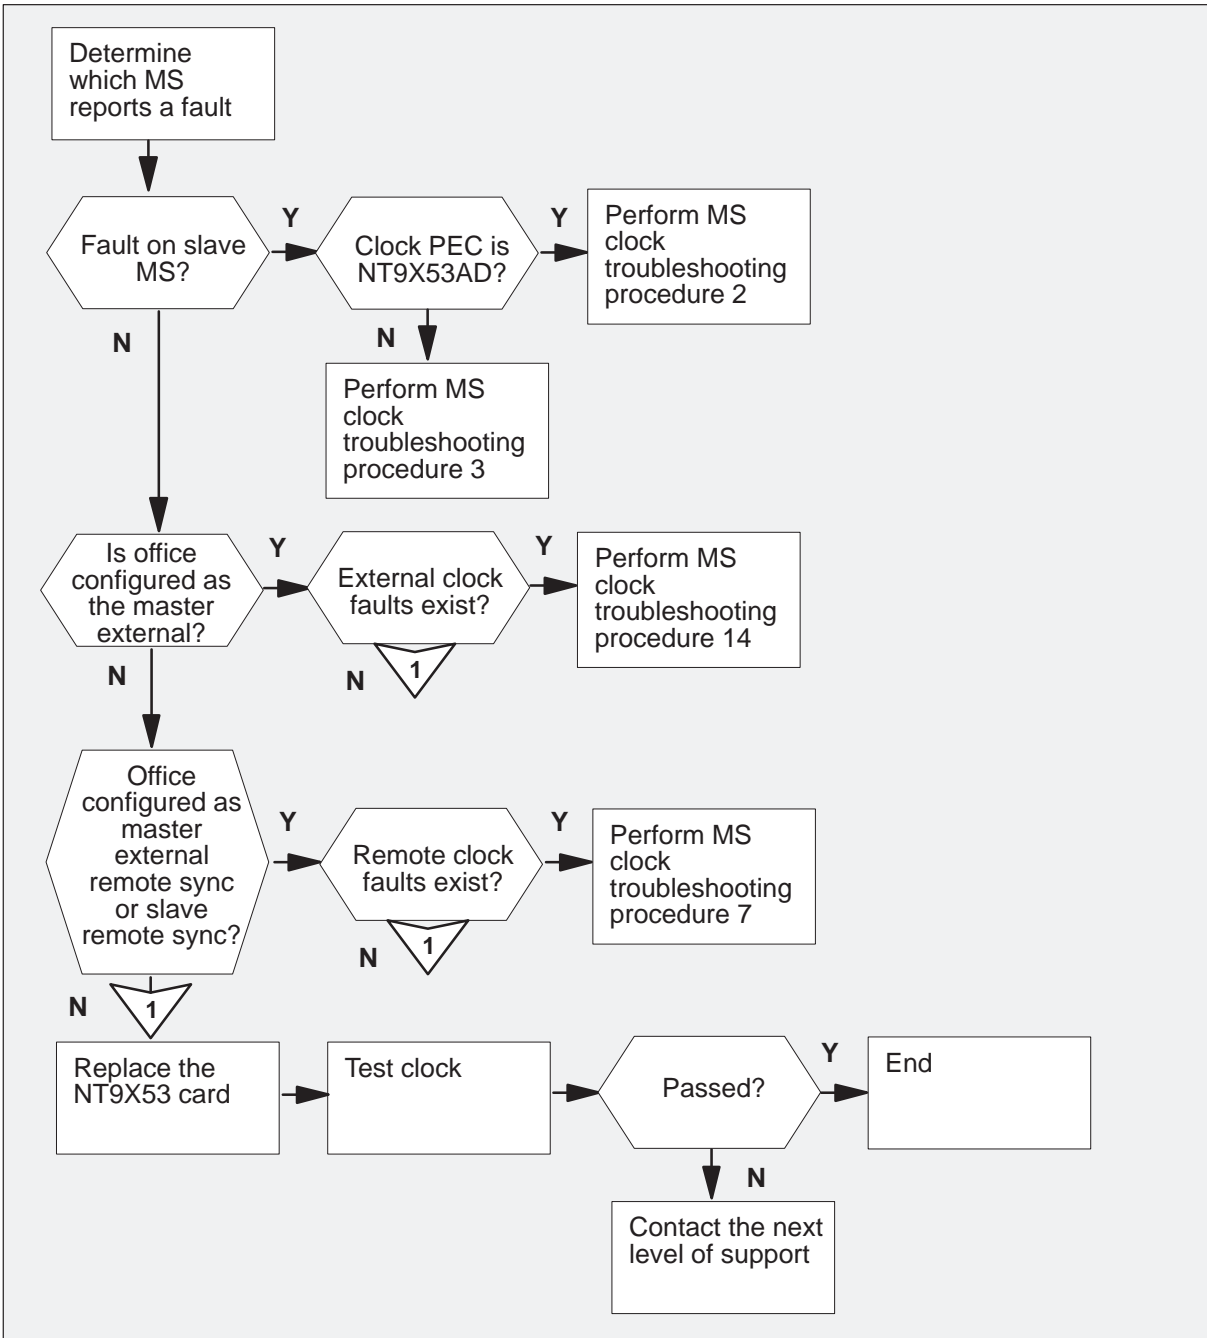 Determine
which MS
reports a fault
Fault on slave
MS?
Y
Clock PEC is
NT9X53AD?
Y
Perform MS
clock
troubleshooting
procedure 2
N
N
Perform MS
clock
troubleshooting
procedure 3
Is office
configured as
the master
external?
Y
External clock
faults exist?
Y
Perform MS
clock
troubleshooting
procedure 14
N
N
1
Office
configured as
master
external
remote sync
or slave
remote sync?
Y
Remote clock
faults exist?
Y
Perform MS
clock
troubleshooting
procedure 7
N
1
N
1
Replace the
NT9X53 card
Test clock
Passed?
Y
End
N
Contact the next
level of support